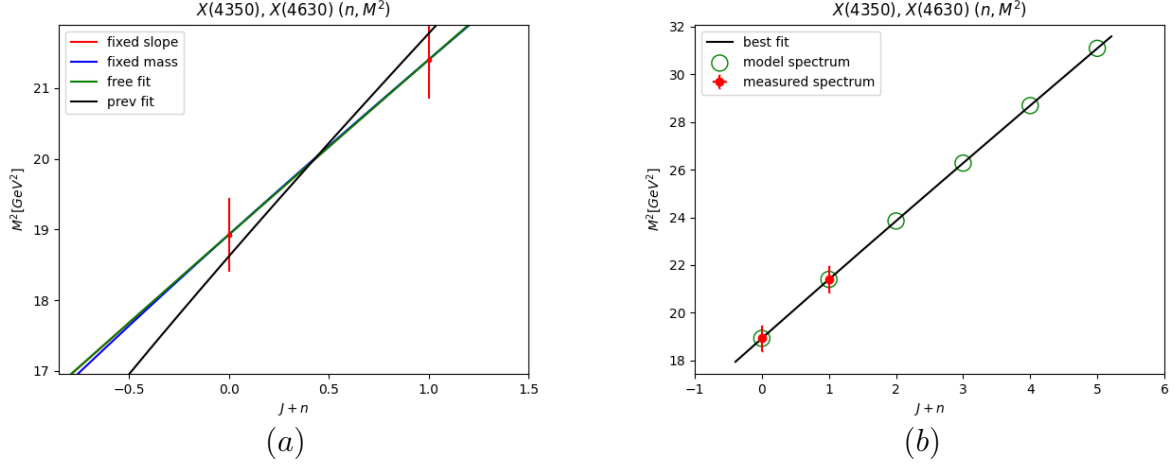 X(4350), X(4630) (n, M²)
fixed slope
fixed mass
free fit
prev fit
M²[GeV²]
21
20
19
18
17
−0.5
0.0
0.5
1.0
1.5
J + n
(a)
X(4350), X(4630) (n, M²)
best fit
model spectrum
measured spectrum
M²[GeV²]
32
30
28
26
24
22
20
18
−1
0
1
2
3
4
5
6
J + n
(b)